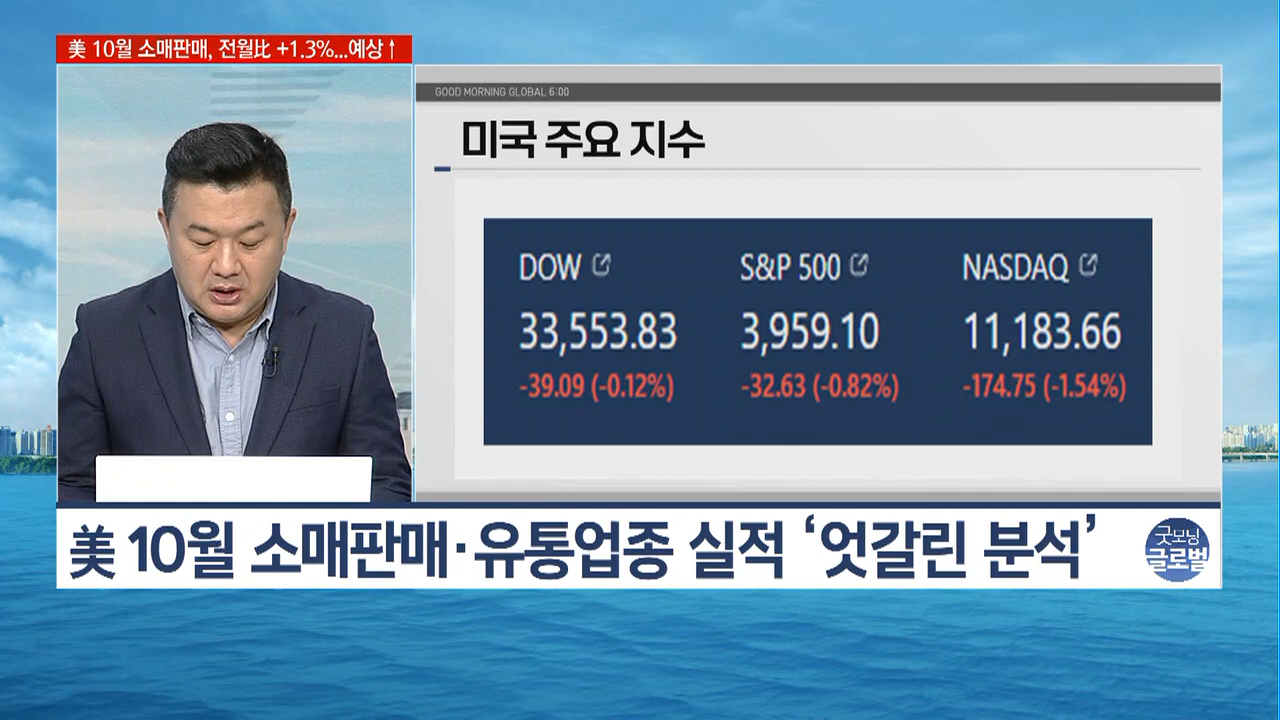 美 10월 소매판매, 전월比 +1.3%...예상↑
GOOD MORNING GLOBAL 6:00
미국 주요 지수
DOW S&P 500 NASDAQ
33,553.83 3,959.10 11,183.66
-39.09 (-0.12%) -32.63 (-0.82%) -174.75 (-1.54%)
美 10월 소매판매·유통업종 실적 ‘엇갈린 분석’
굿모닝
글로벌